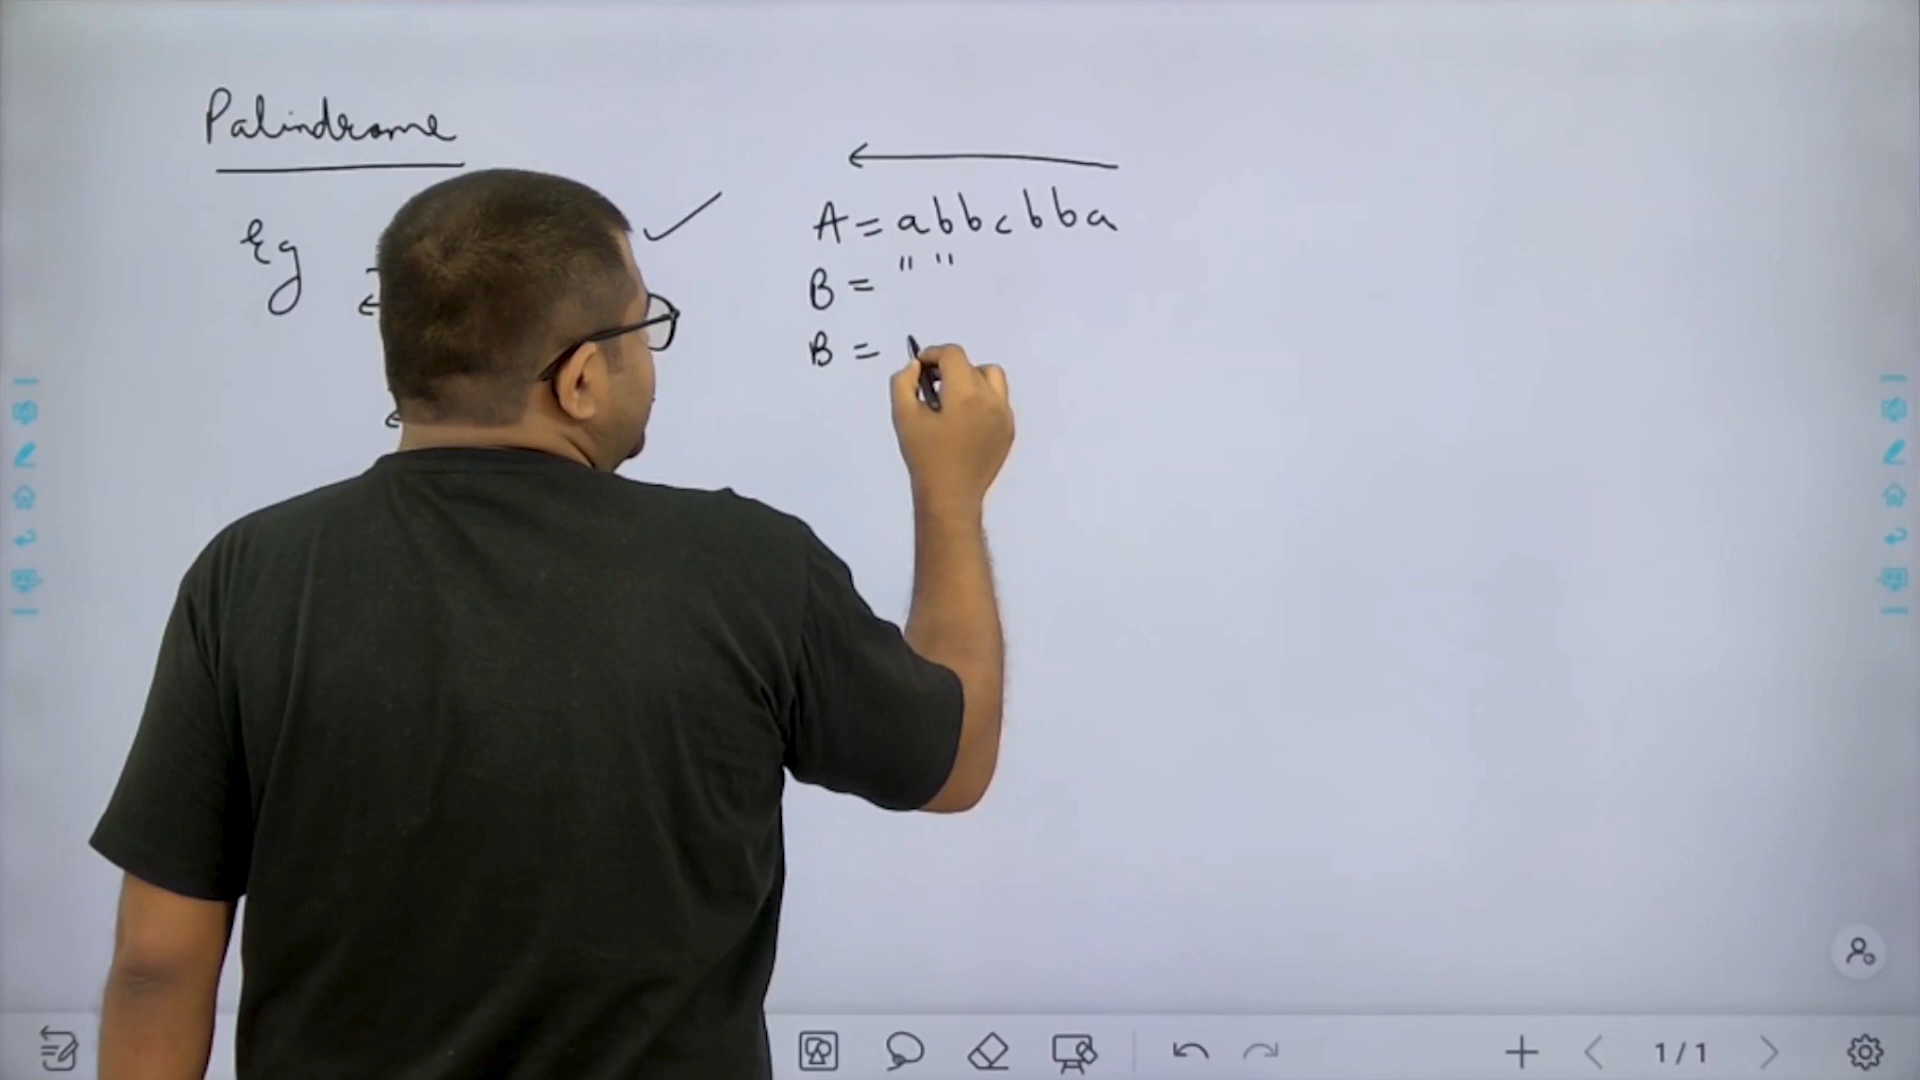 Palindrome
Eg
A = abbcbba
B = " "
B =
1/1